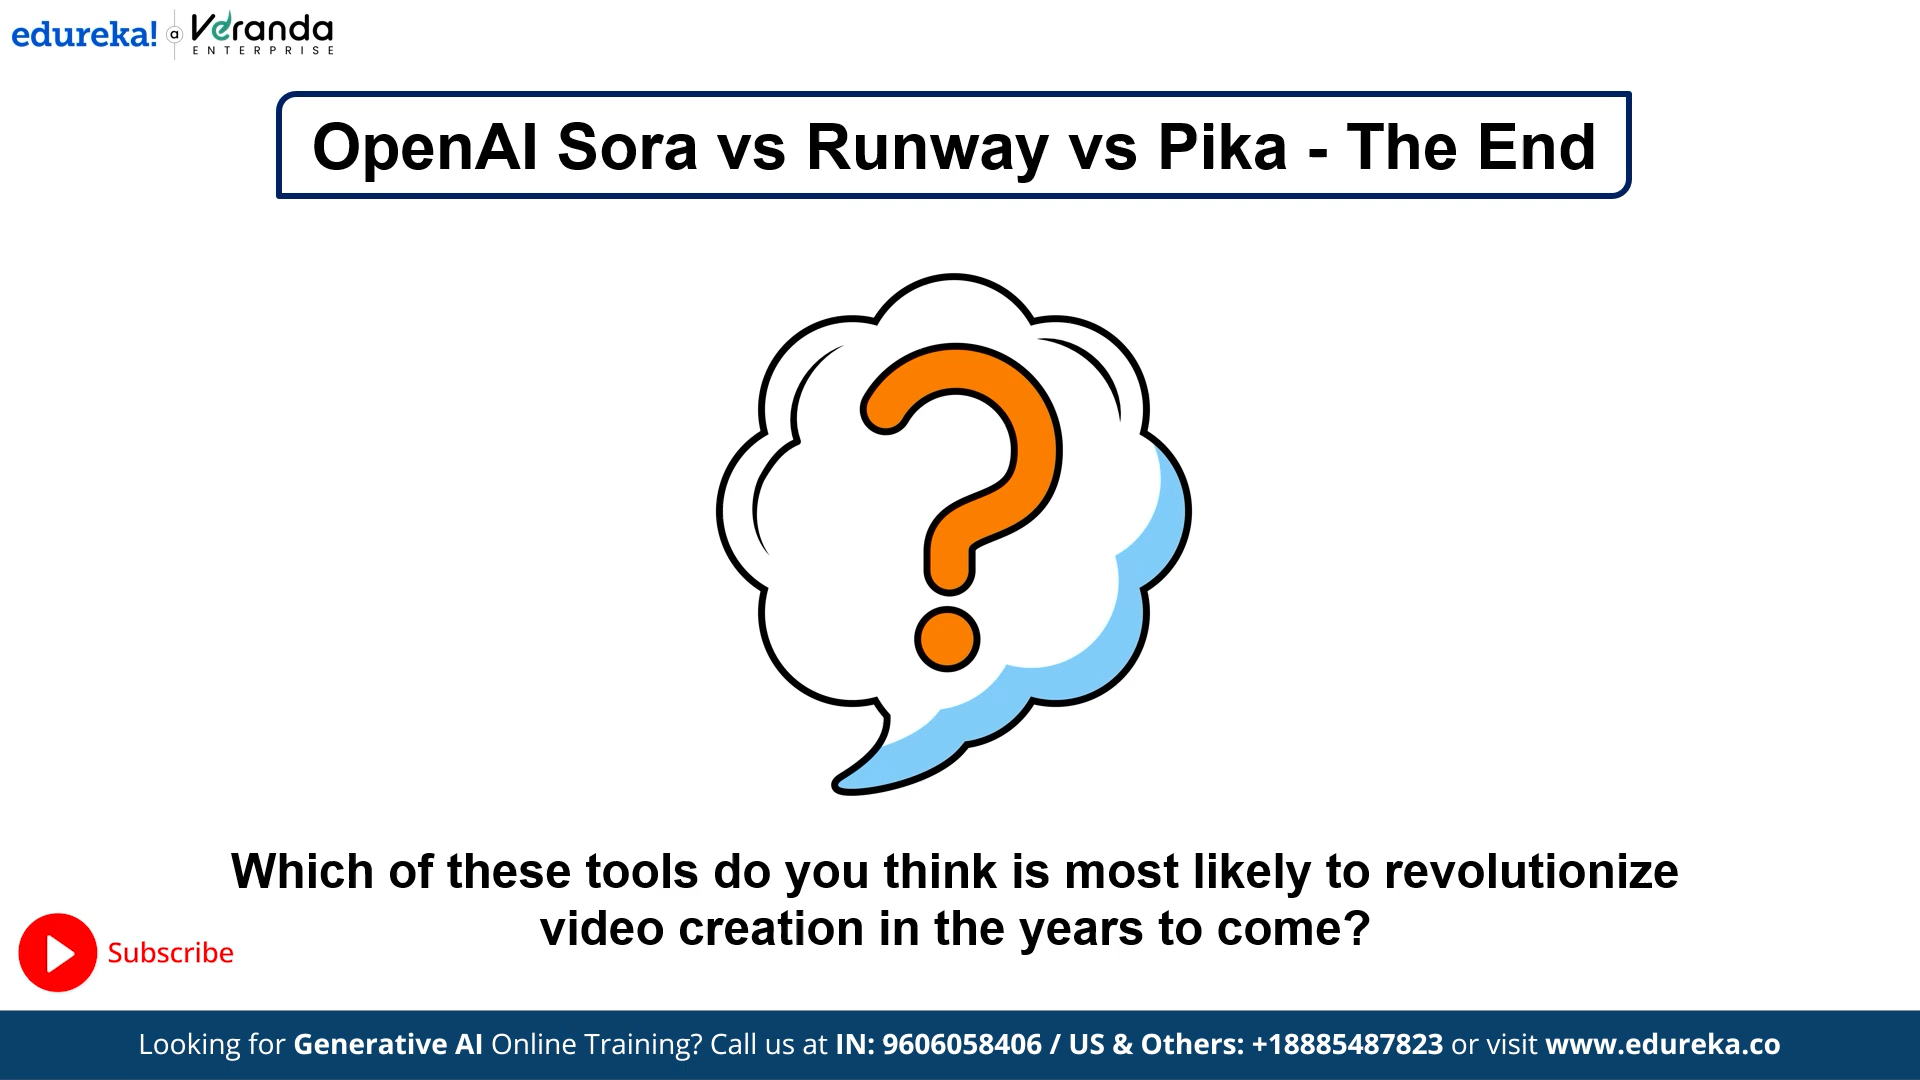 edureka! a Veranda
ENTERPRISE
OpenAI Sora vs Runway vs Pika - The End
?
Which of these tools do you think is most likely to revolutionize
video creation in the years to come?
Subscribe
Looking for Generative AI Online Training? Call us at IN: 9606058406 / US & Others: +18885487823 or visit www.edureka.co